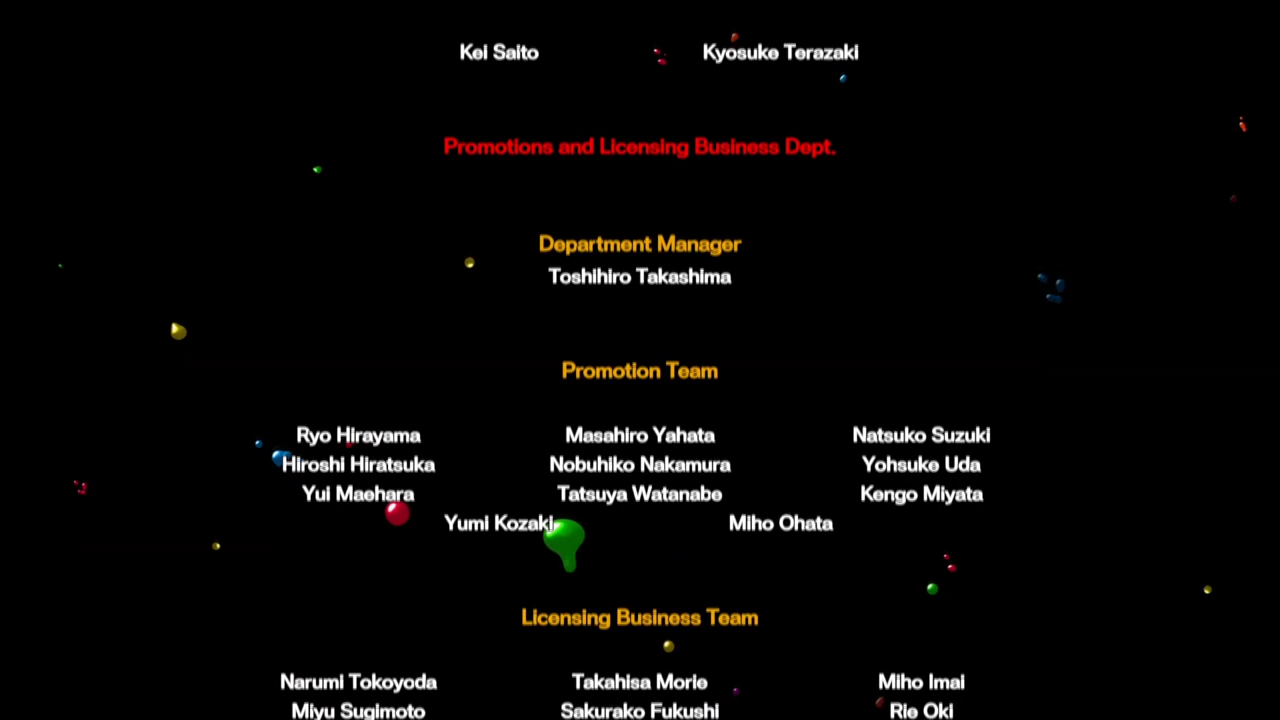 Kei Saito Kyosuke Terazaki
Promotions and Licensing Business Dept.
Department Manager
Toshihiro Takashima
Promotion Team
Ryo Hirayama Masahiro Yahata Natsuko Suzuki
Hiroshi Hiratsuka Nobuhiko Nakamura Yohsuke Uda
Yui Maehara Tatsuya Watanabe Kengo Miyata
Yumi Kozaki Miho Ohata
Licensing Business Team
Narumi Tokoyoda Takahisa Morie Miho Imai
Miyu Sugimoto Sakurako Fukushi Rie Oki